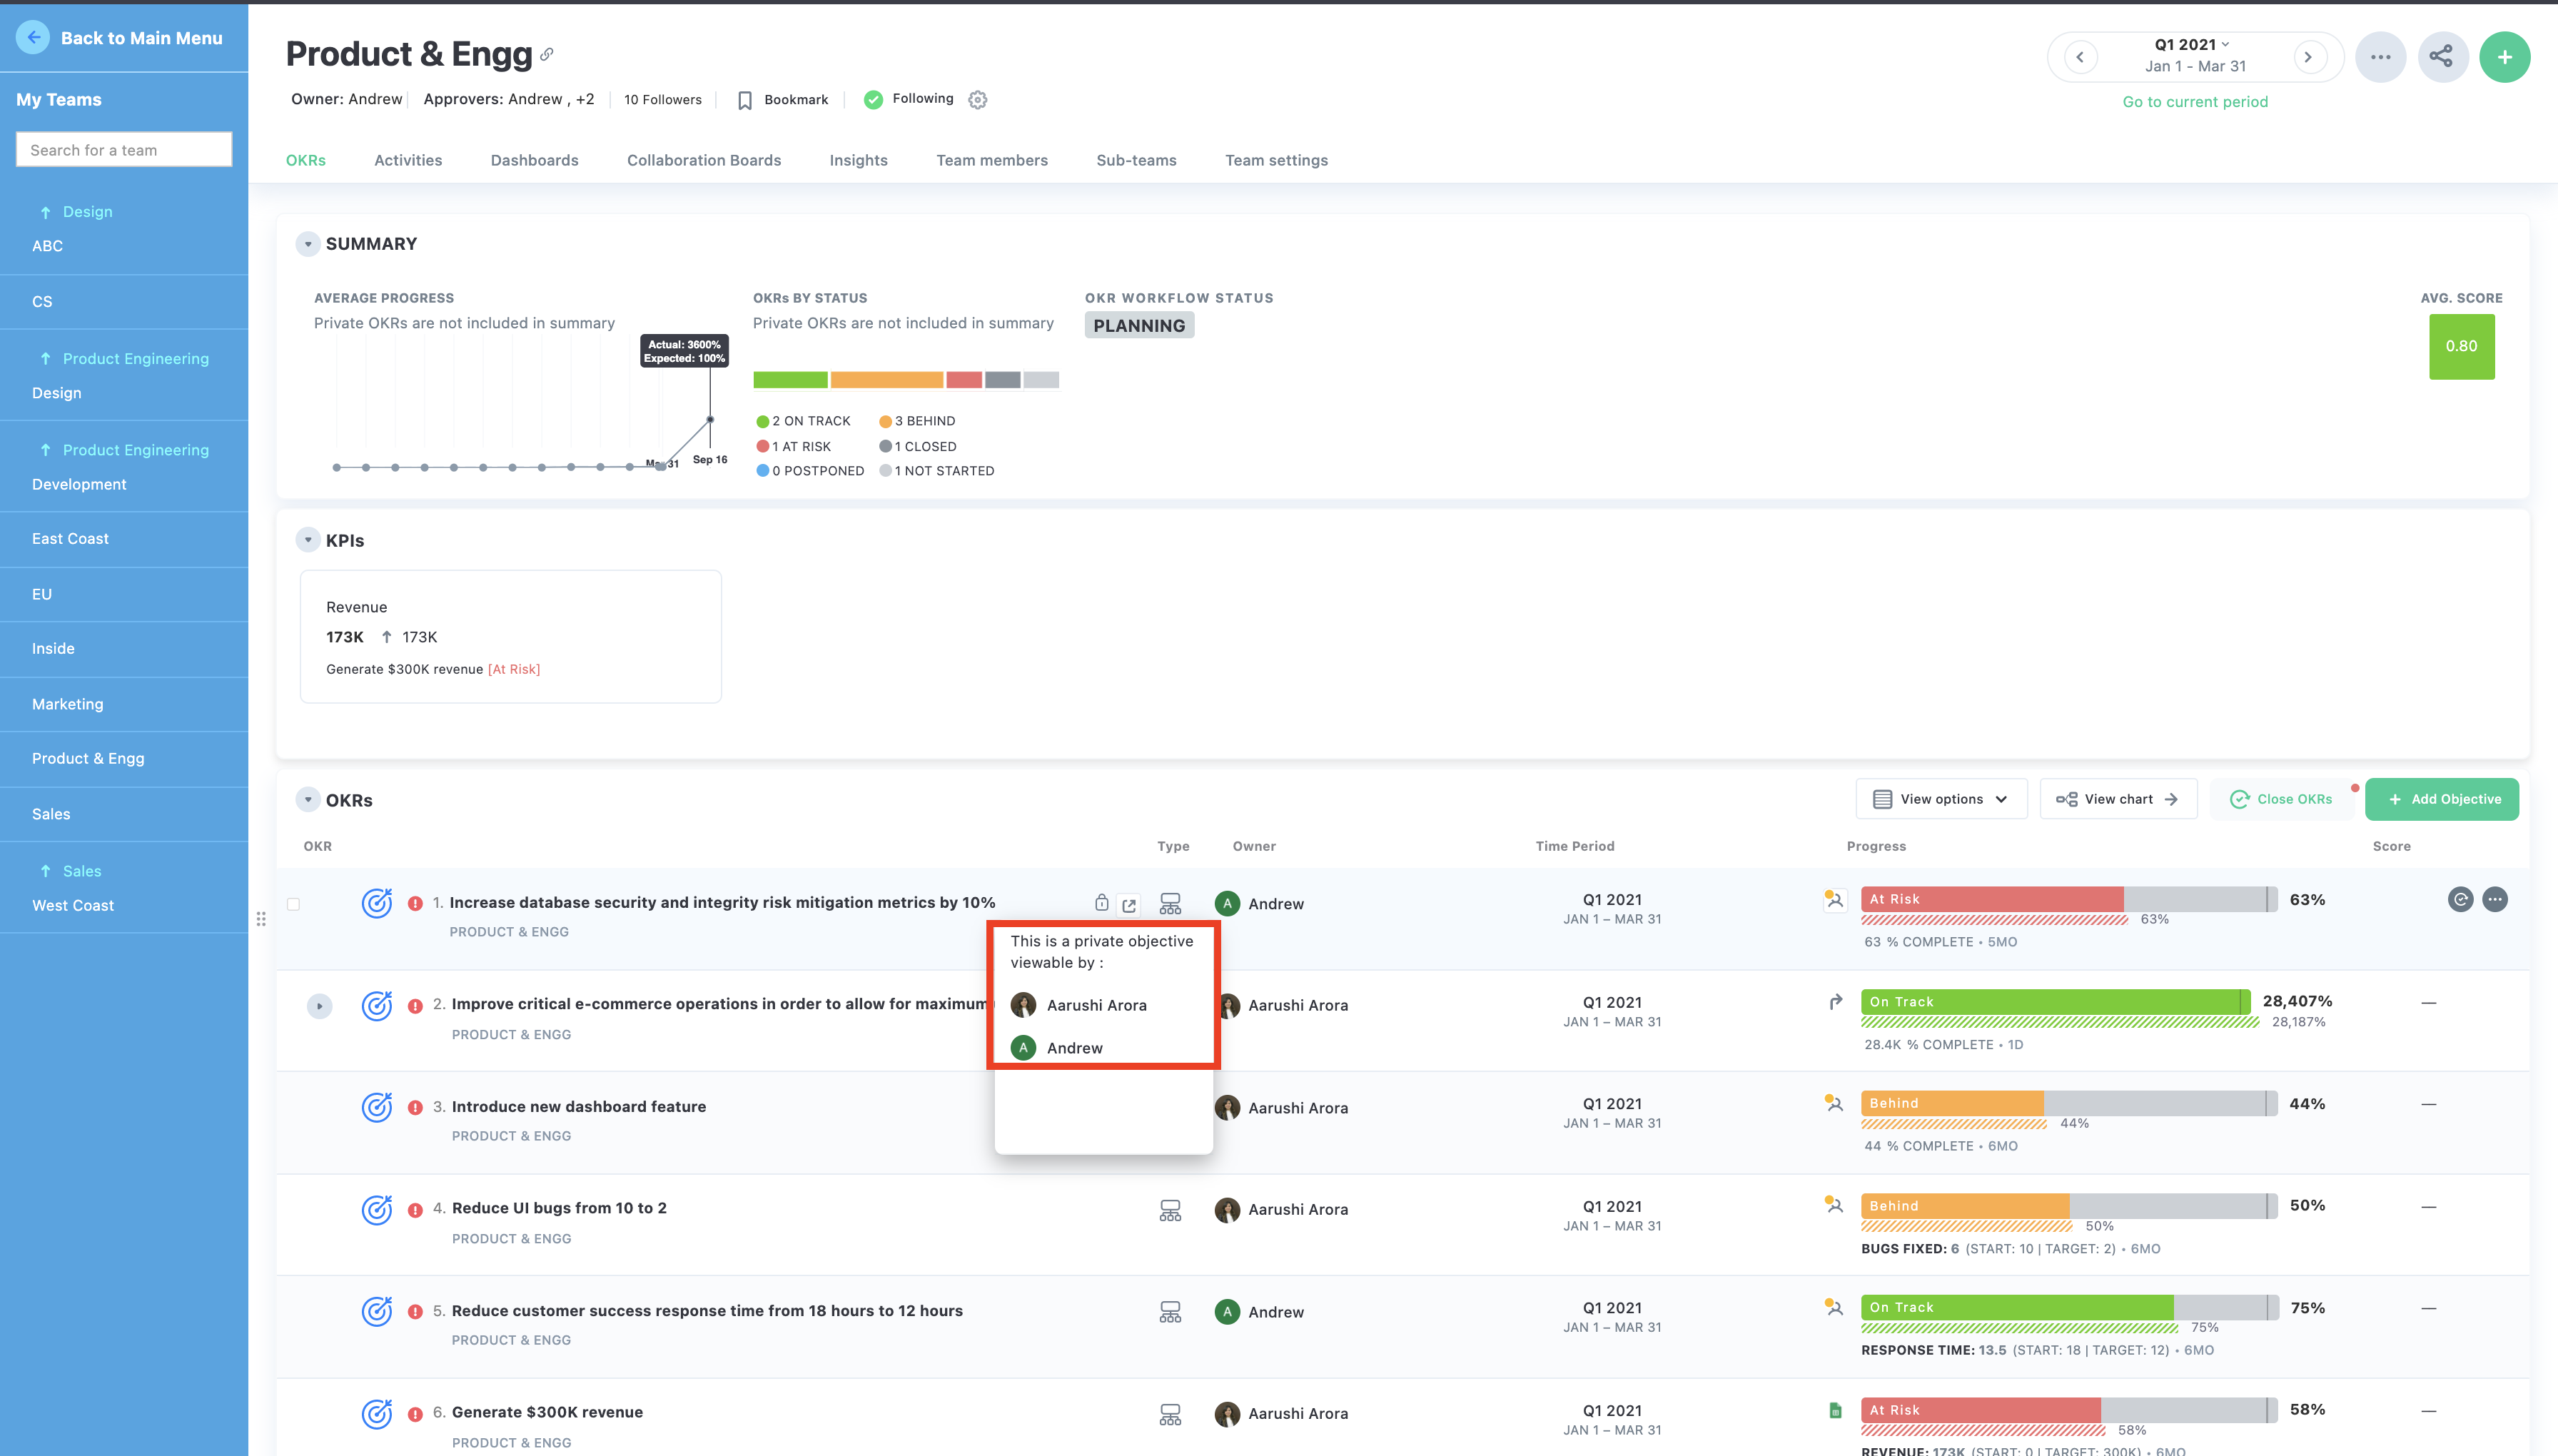 Back to Main Menu
My Teams
Search for a team
Design
ABC
CS
Product Engineering
Design
Product Engineering
Development
East Coast
EU
Inside
Marketing
Product & Engg
Sales
Sales
West Coast
Product & Engg
Owner: Andrew
Approvers: Andrew , +2
10 Followers
Bookmark
Following
Q1 2021
Jan 1 - Mar 31
Go to current period
OKRs Activities Dashboards Collaboration Boards Insights Team members Sub-teams Team settings
SUMMARY
AVERAGE PROGRESS
Private OKRs are not included in summary
Actual: 3600%
Expected: 100%
31
Sep 16
OKRs BY STATUS
Private OKRs are not included in summary
2 ON TRACK
3 BEHIND
1 AT RISK
1 CLOSED
0 POSTPONED
1 NOT STARTED
OKR WORKFLOW STATUS
PLANNING
AVG. SCORE
0.80
KPIs
Revenue
173K ↑ 173K
Generate $300K revenue [At Risk]
OKRs
View options
View chart
Close OKRs
+ Add Objective
OKR Type Owner Time Period Progress Score
1. Increase database security and integrity risk mitigation metrics by 10%
PRODUCT & ENGG
A Andrew
Q1 2021
JAN 1 – MAR 31
At Risk
63%
63%
63 % COMPLETE • 5MO
This is a private objective
viewable by :
Aarushi Arora
A Andrew
2. Improve critical e-commerce operations in order to allow for maximum
PRODUCT & ENGG
Aarushi Arora
Q1 2021
JAN 1 – MAR 31
On Track
28,407%
28,187%
28.4K % COMPLETE • 1D
—
3. Introduce new dashboard feature
PRODUCT & ENGG
Aarushi Arora
Q1 2021
JAN 1 – MAR 31
Behind
44%
44%
44 % COMPLETE • 6MO
—
4. Reduce UI bugs from 10 to 2
PRODUCT & ENGG
Aarushi Arora
Q1 2021
JAN 1 – MAR 31
Behind
50%
50%
BUGS FIXED: 6 (START: 10 | TARGET: 2) • 6MO
—
5. Reduce customer success response time from 18 hours to 12 hours
PRODUCT & ENGG
A Andrew
Q1 2021
JAN 1 – MAR 31
On Track
75%
75%
RESPONSE TIME: 13.5 (START: 18 | TARGET: 12) • 6MO
—
6. Generate $300K revenue
PRODUCT & ENGG
Aarushi Arora
Q1 2021
JAN 1 – MAR 31
At Risk
58%
58%
REVENUE: 173K (START: 0 | TARGET: 300K) • 6MO
—